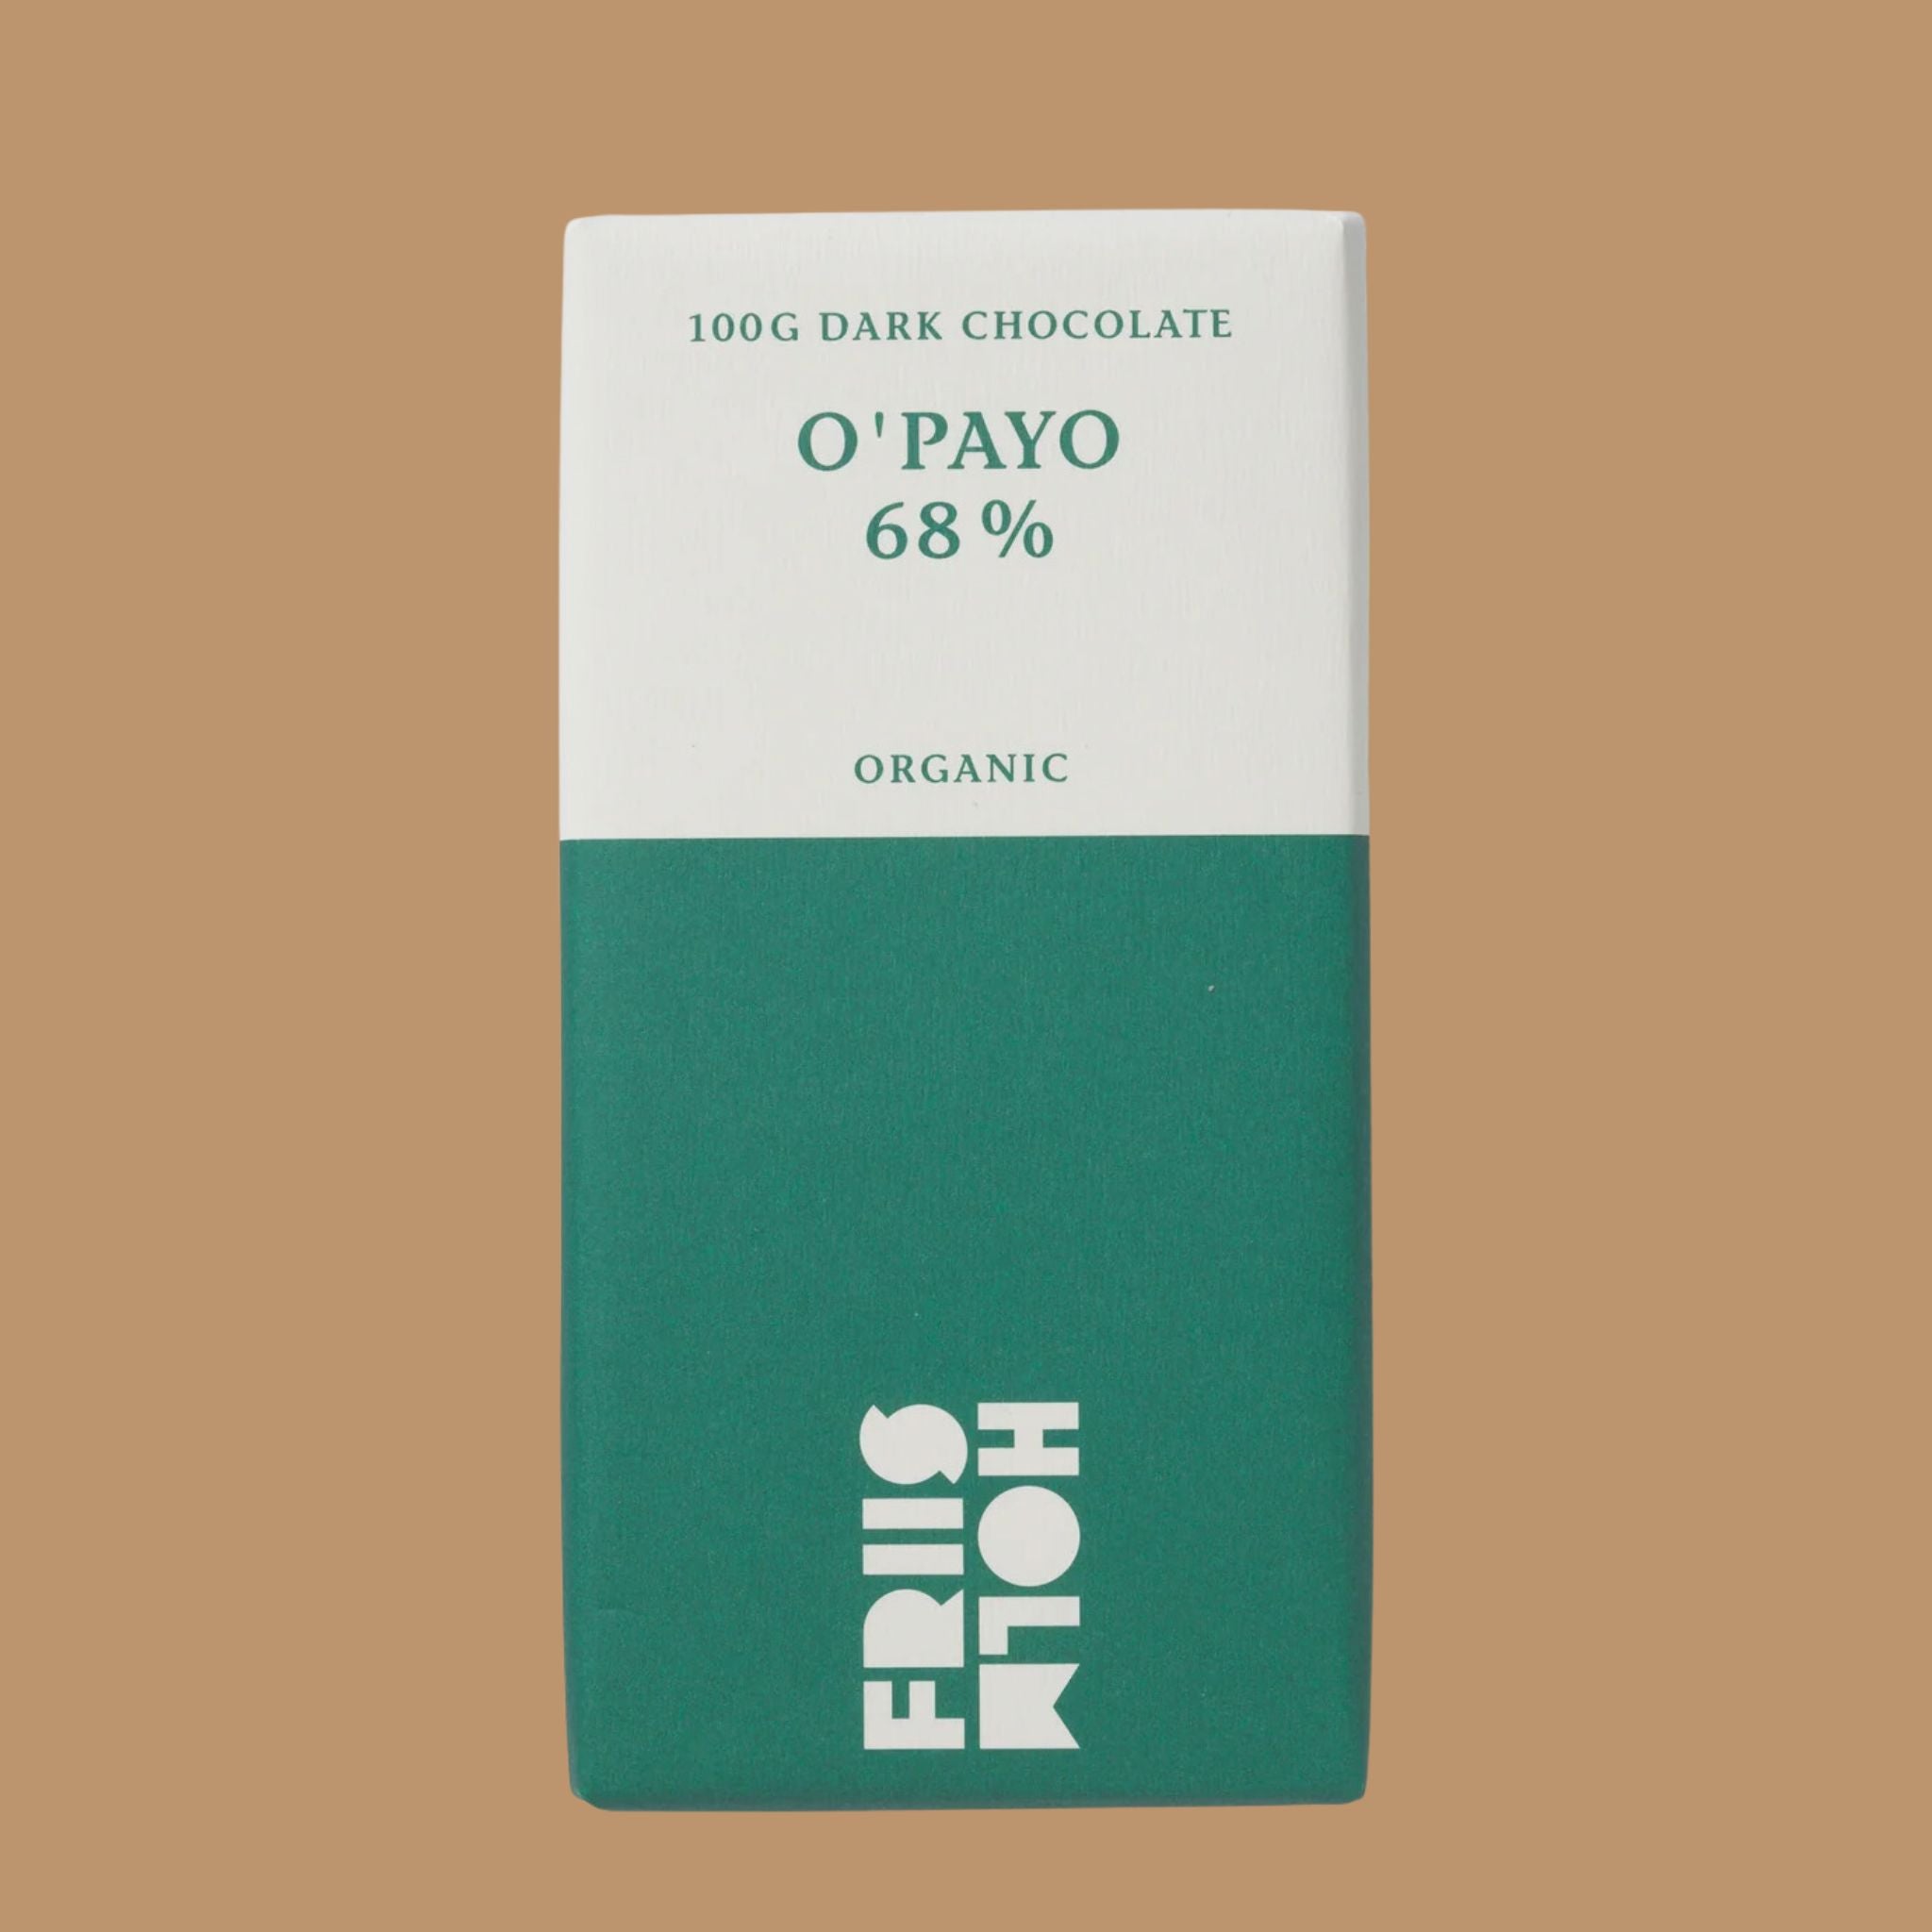 100G DARK CHOCOLATE
O'PAYO
68 %
ORGANIC
FRIIS
HOLM